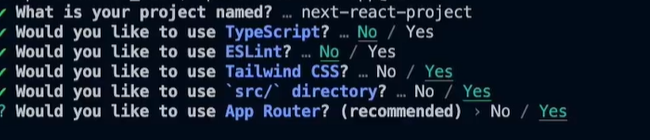 ✓ What is your project named? … next-react-project
✓ Would you like to use TypeScript? … No / Yes
✓ Would you like to use ESLint? … No / Yes
✓ Would you like to use Tailwind CSS? … No / Yes
✓ Would you like to use `src/` directory? … No / Yes
? Would you like to use App Router? (recommended) › No / Yes